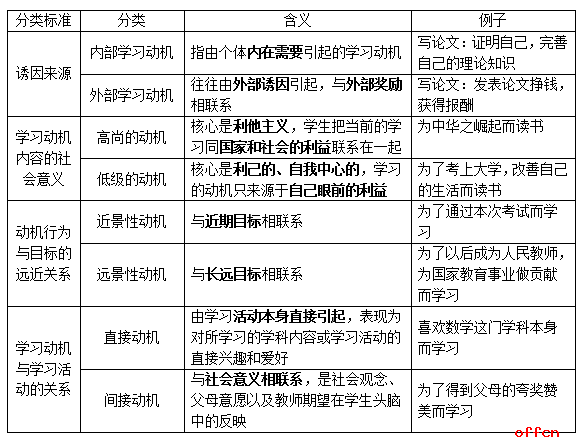 分类标准 分类 含义 例子
诱因来源
内部学习动机 指由个体内在需要引起的学习动机
写论文：证明自己，完善
自己的理论知识
外部学习动机
往往由外部诱因引起，与外部奖励
相联系
写论文：发表论文挣钱，
获得报酬
学习动机
内容的社
会意义
高尚的动机
核心是利他主义，学生把当前的学
习同国家和社会的利益联系在一起
为中华之崛起而读书
低级的动机
核心是利己的、自我中心的，学习
的动机只来源于自己眼前的利益
为了考上大学，改善自己
的生活而读书
动机行为
与目标的
远近关系
近景性动机 与近期目标相联系
为了通过本次考试而学
习
远景性动机 与长远目标相联系
为了以后成为人民教师，
为国家教育事业做贡献
而学习
学习动机
与学习活
动的关系
直接动机
由学习活动本身直接引起，表现为
对所学习的学科内容或学习活动的
直接兴趣和爱好
喜欢数学这门学科本身
而学习
间接动机
与社会意义相联系，是社会观念、
父母意愿以及教师期望在学生头脑
中的反映
为了得到父母的夸奖赞
美而学习
offcn